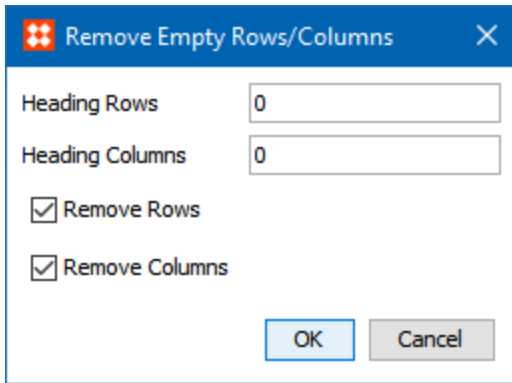 Remove Empty Rows/Columns
Heading Rows 0
Heading Columns 0
Remove Rows
Remove Columns
OK Cancel